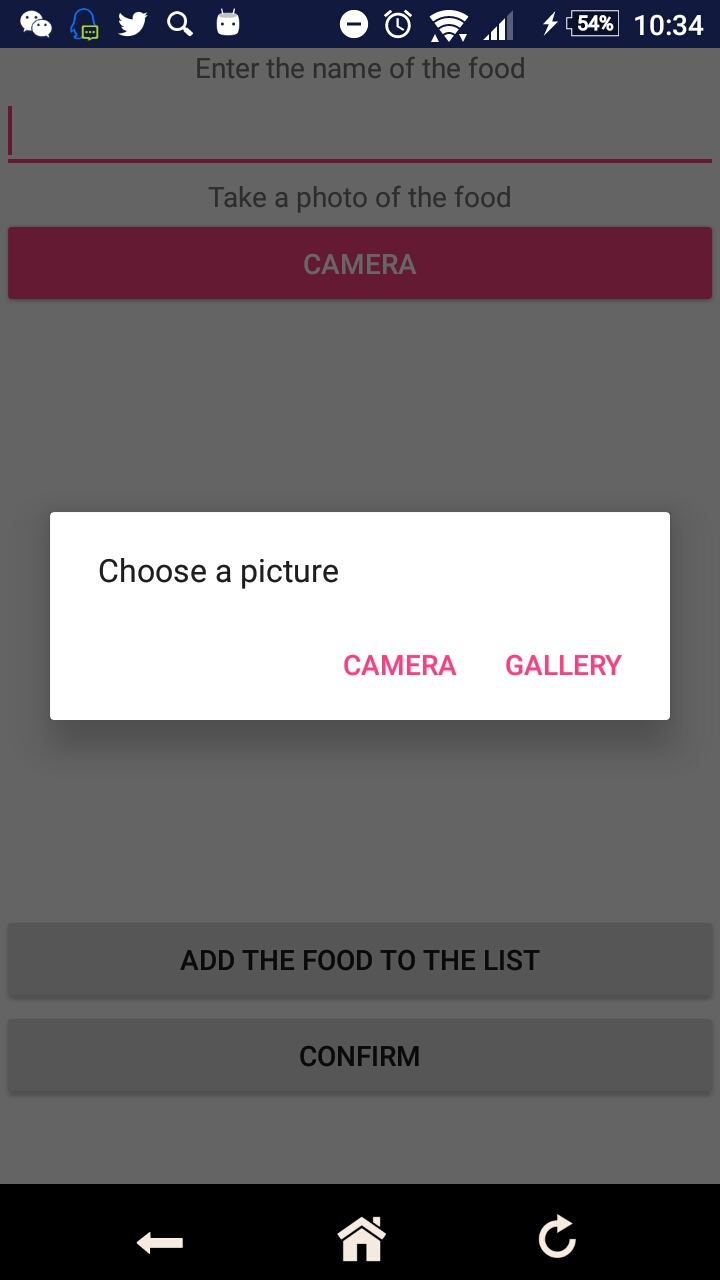 54% 10:34
Enter the name of the food
Take a photo of the food
CAMERA
Choose a picture
CAMERA GALLERY
ADD THE FOOD TO THE LIST
CONFIRM